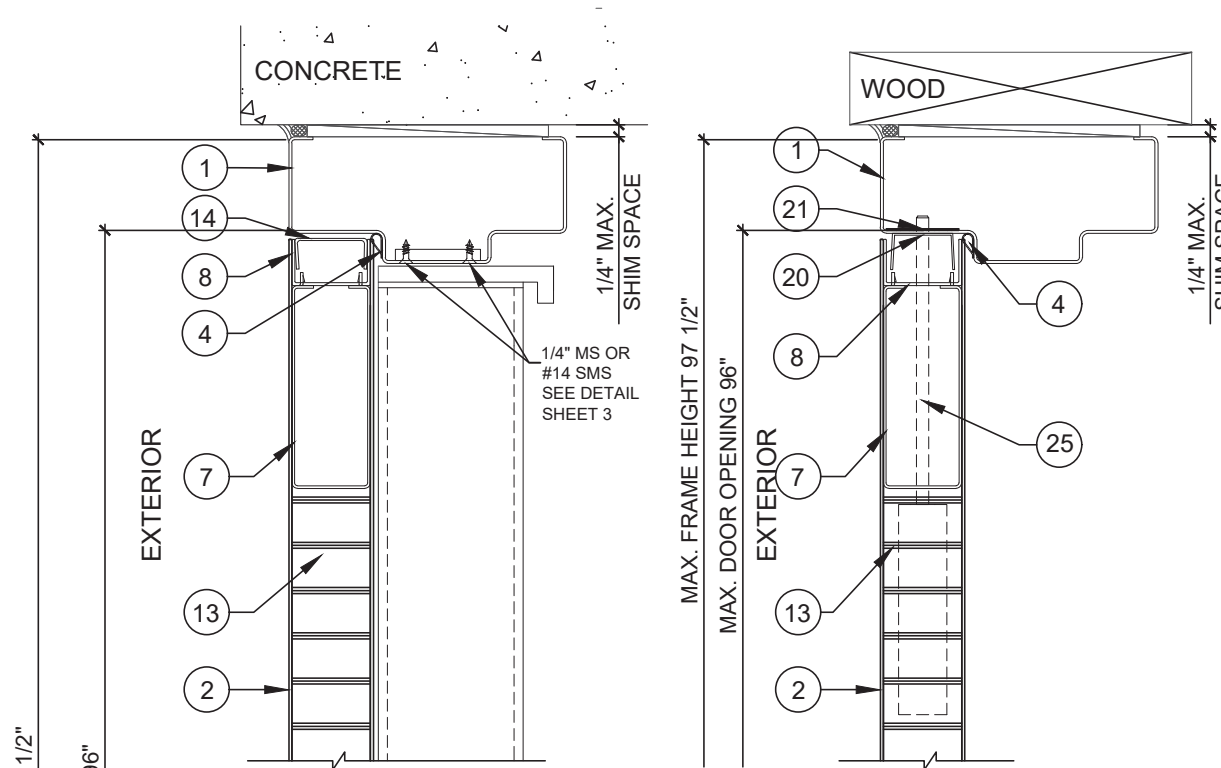 CONCRETE
1
14
8
4
1/4" MAX.
SHIM SPACE
1/4" MS OR
#14 SMS
SEE DETAIL
SHEET 3
EXTERIOR
7
13
2
1/2"
96"
WOOD
1
21
20
4
8
1/4" MAX.
SHIM SPACE
MAX. FRAME HEIGHT 97 1/2"
MAX. DOOR OPENING 96"
EXTERIOR
25
7
13
2